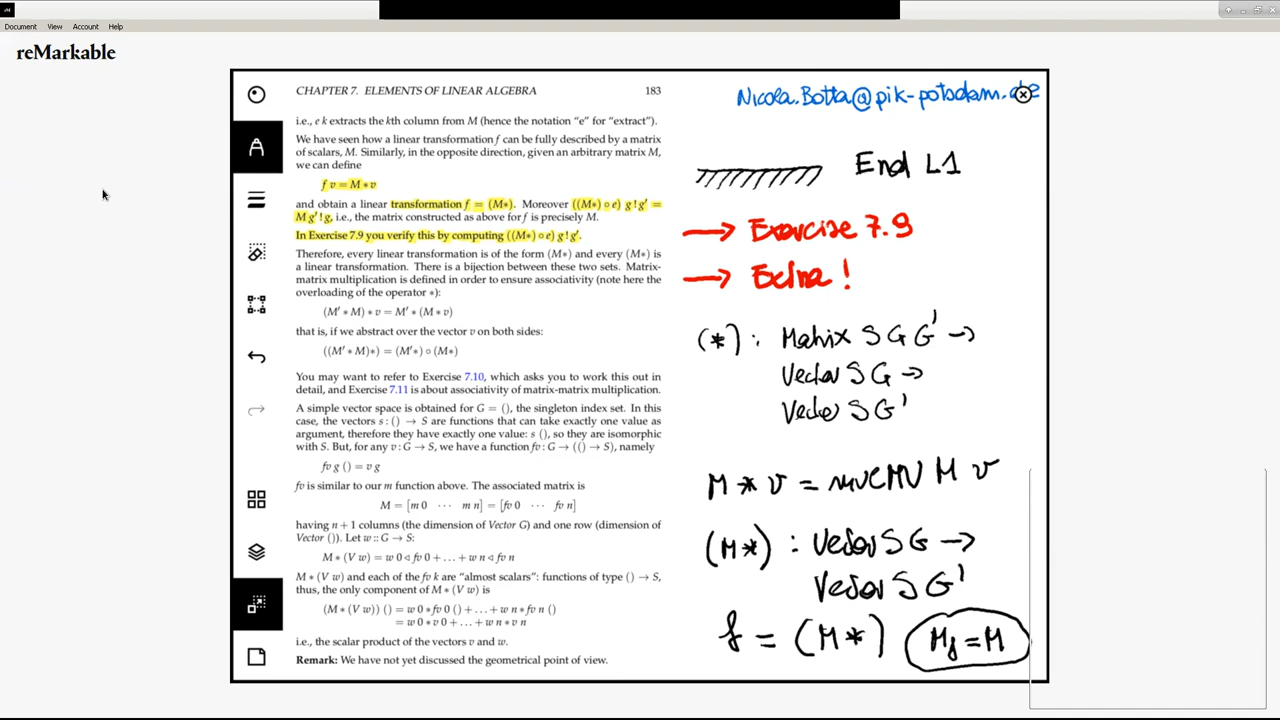 Document View Account Help
reMarkable
CHAPTER 7. ELEMENTS OF LINEAR ALGEBRA 183
i.e., e k extracts the kth column from M (hence the notation “e” for “extract”).
We have seen how a linear transformation f can be fully described by a matrix
of scalars, M. Similarly, in the opposite direction, given an arbitrary matrix M,
we can define
f v = M * v
and obtain a linear transformation f = (M*). Moreover ((M*) ∘ e) g ! g′ =
M g′ ! g, i.e., the matrix constructed as above for f is precisely M.
In Exercise 7.9 you verify this by computing ((M*) ∘ e) g ! g′.
Therefore, every linear transformation is of the form (M*) and every (M*) is
a linear transformation. There is a bijection between these two sets. Matrix-
matrix multiplication is defined in order to ensure associativity (note here the
overloading of the operator *):
(M′ * M) * v = M′ * (M * v)
that is, if we abstract over the vector v on both sides:
((M′ * M)*) = (M′*) ∘ (M*)
You may want to refer to Exercise 7.10, which asks you to work this out in
detail, and Exercise 7.11 is about associativity of matrix-matrix multiplication.
A simple vector space is obtained for G = (), the singleton index set. In this
case, the vectors s : () → S are functions that can take exactly one value as
argument, therefore they have exactly one value: s (), so they are isomorphic
with S. But, for any v : G → S, we have a function fv : G → (() → S), namely
fv g () = v g
fv is similar to our m function above. The associated matrix is
M = [m 0 ··· m n] = [fv 0 ··· fv n]
having n + 1 columns (the dimension of Vector G) and one row (dimension of
Vector ()). Let w :: G → S:
M * (V w) = w 0 ◃ fv 0 + … + w n ◃ fv n
M * (V w) and each of the fv k are “almost scalars”: functions of type () → S,
thus, the only component of M * (V w) is
(M * (V w)) () = w 0 * fv 0 () + … + w n * fv n ()
= w 0 * v 0 + … + w n * v n
i.e., the scalar product of the vectors v and w.
Remark: We have not yet discussed the geometrical point of view.
Nicola.Botta@pik-potsdam.
End L1
→ Exercise 7.9
→ Extra !
(*) : Matrix S G G′ →
Vector S G →
Vector S G′
M * v = mulMV M v
(M*) : Vector S G →
Vector S G′
f = (M*) M_f = M